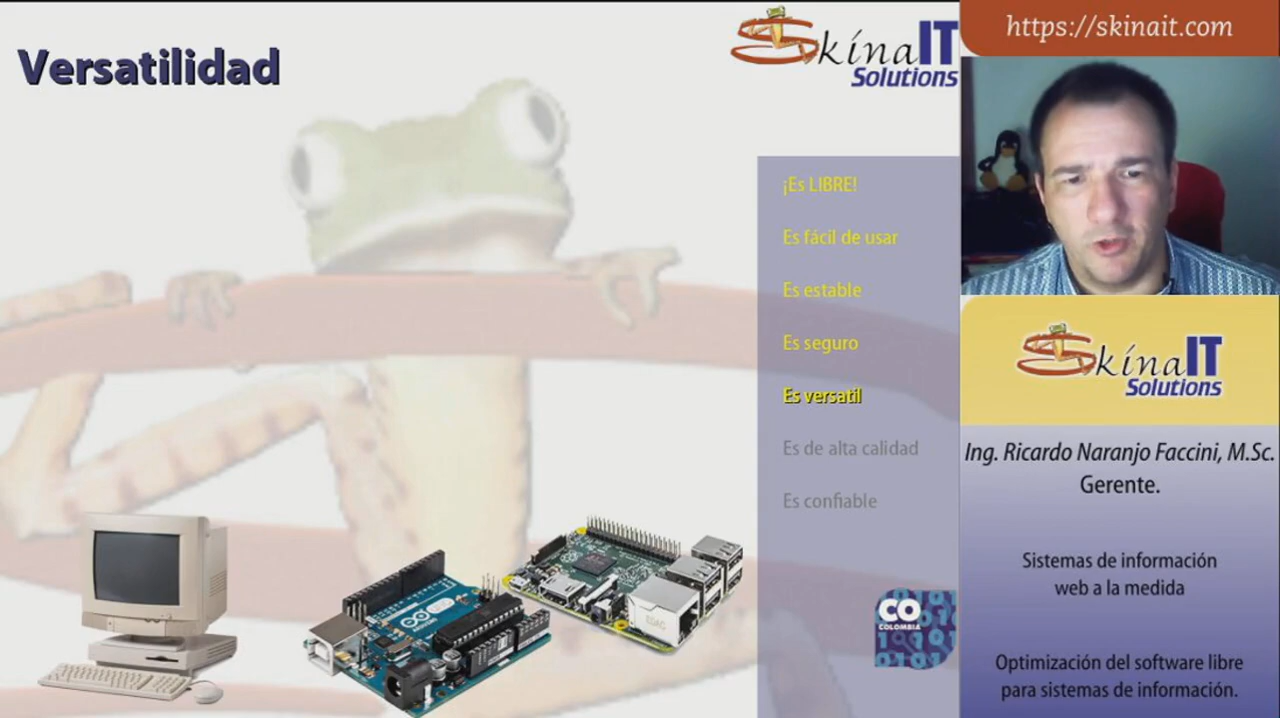 Versatilidad
SkínaIT
Solutions
https://skinait.com
¡Es LIBRE!
Es fácil de usar
Es estable
Es seguro
Es versatil
Es de alta calidad
Es confiable
CO
COLOMBIA
SkínaIT
Solutions
Ing. Ricardo Naranjo Faccini, M.Sc.
Gerente.
Sistemas de información
web a la medida
Optimización del software libre
para sistemas de información.